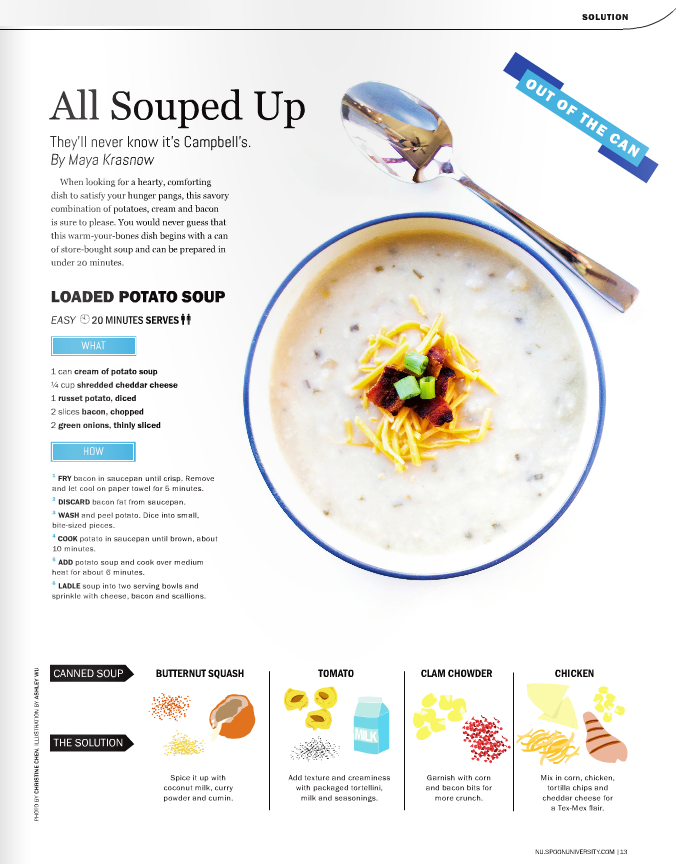 SOLUTION
OUT OF THE CAN
All Souped Up
They'll never know it's Campbell's.
By Maya Krasnow
When looking for a hearty, comforting
dish to satisfy your hunger pangs, this savory
combination of potatoes, cream and bacon
is sure to please. You would never guess that
this warm-your-bones dish begins with a can
of store-bought soup and can be prepared in
under 20 minutes.
LOADED POTATO SOUP
EASY 20 MINUTES SERVES
WHAT
1 can cream of potato soup
¼ cup shredded cheddar cheese
1 russet potato, diced
2 slices bacon, chopped
2 green onions, thinly sliced
HOW
1 FRY bacon in saucepan until crisp. Remove
and let cool on paper towel for 5 minutes.
2 DISCARD bacon fat from saucepan.
3 WASH and peel potato. Dice into small,
bite-sized pieces.
4 COOK potato in saucepan until brown, about
10 minutes.
5 ADD potato soup and cook over medium
heat for about 6 minutes.
6 LADLE soup into two serving bowls and
sprinkle with cheese, bacon and scallions.
CANNED SOUP
THE SOLUTION
BUTTERNUT SQUASH
Spice it up with
coconut milk, curry
powder and cumin.
TOMATO
MILK
Add texture and creaminess
with packaged tortellini,
milk and seasonings.
CLAM CHOWDER
Garnish with corn
and bacon bits for
more crunch.
CHICKEN
Mix in corn, chicken,
tortilla chips and
cheddar cheese for
a Tex-Mex flair.
PHOTO BY CHRISTINE CHEN, ILLUSTRATION BY ASHLEY WU
NU.SPOONUNIVERSITY.COM | 13